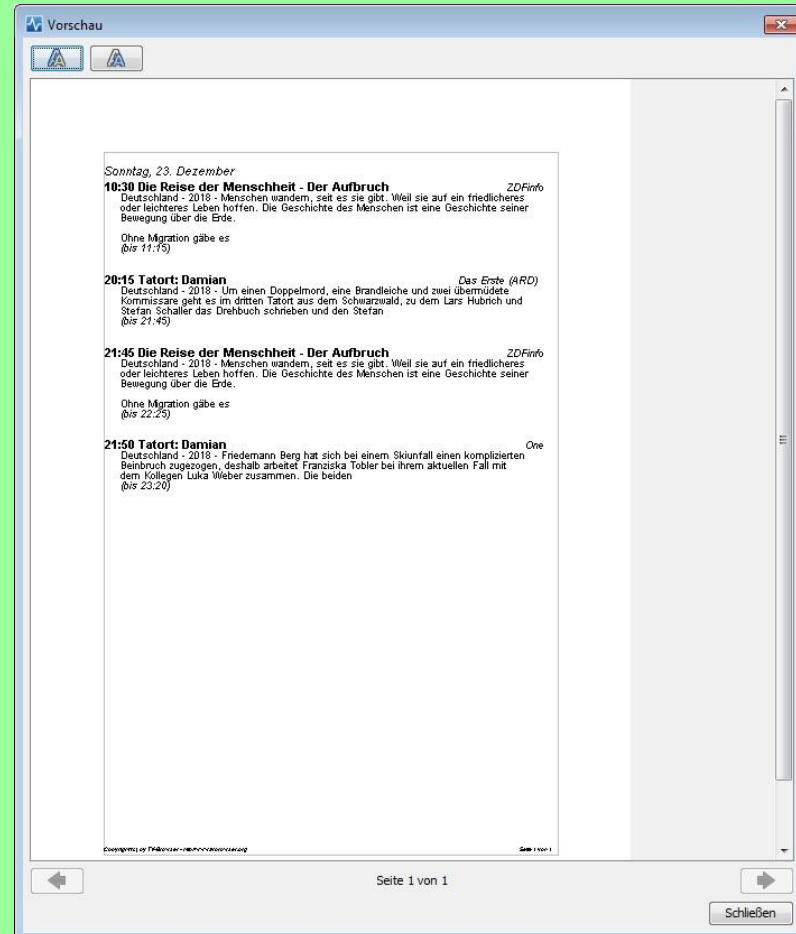 Vorschau
Sonntag, 23. Dezember
10:30 Die Reise der Menschheit - Der Aufbruch ZDFinfo
Deutschland - 2018 - Menschen wandern, seit es sie gibt. Weil sie auf ein friedlicheres
oder leichteres Leben hoffen. Die Geschichte des Menschen ist eine Geschichte seiner
Bewegung über die Erde.
Ohne Migration gäbe es
(bis 11:15)
20:15 Tatort: Damian Das Erste (ARD)
Deutschland - 2018 - Um einen Doppelmord, eine Brandleiche und zwei übermüdete
Kommissare geht es im dritten Tatort aus dem Schwarzwald, zu dem Lars Hubrich und
Stefan Schaller das Drehbuch schrieben und den Stefan
(bis 21:45)
21:45 Die Reise der Menschheit - Der Aufbruch ZDFinfo
Deutschland - 2018 - Menschen wandern, seit es sie gibt. Weil sie auf ein friedlicheres
oder leichteres Leben hoffen. Die Geschichte des Menschen ist eine Geschichte seiner
Bewegung über die Erde.
Ohne Migration gäbe es
(bis 22:25)
21:50 Tatort: Damian One
Deutschland - 2018 - Friedemann Berg hat sich bei einem Skiunfall einen komplizierten
Beinbruch zugezogen, deshalb arbeitet Franziska Tobler bei ihrem aktuellen Fall mit
dem Kollegen Luka Weber zusammen. Die beiden
(bis 23:20)
Seite 1 von 1
Seite 1 von 1
Schließen